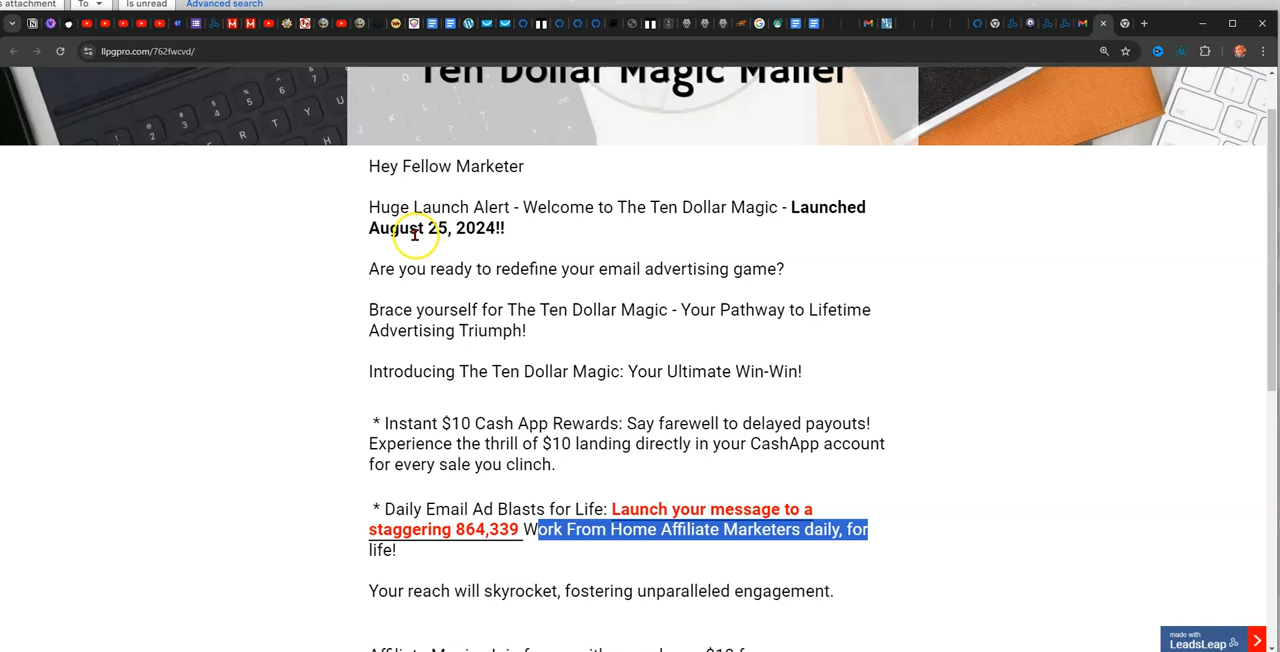 s attachment
To
Is unread
Advanced search
llpgpro.com/762fwcvd/
Ten Dollar Magic Mailer
Hey Fellow Marketer
Huge Launch Alert - Welcome to The Ten Dollar Magic - Launched
August 25, 2024!!
Are you ready to redefine your email advertising game?
Brace yourself for The Ten Dollar Magic - Your Pathway to Lifetime
Advertising Triumph!
Introducing The Ten Dollar Magic: Your Ultimate Win-Win!
* Instant $10 Cash App Rewards: Say farewell to delayed payouts!
Experience the thrill of $10 landing directly in your CashApp account
for every sale you clinch.
* Daily Email Ad Blasts for Life: Launch your message to a
staggering 864,339 Work From Home Affiliate Marketers daily, for
life!
Your reach will skyrocket, fostering unparalleled engagement.
made with
LeadsLeap